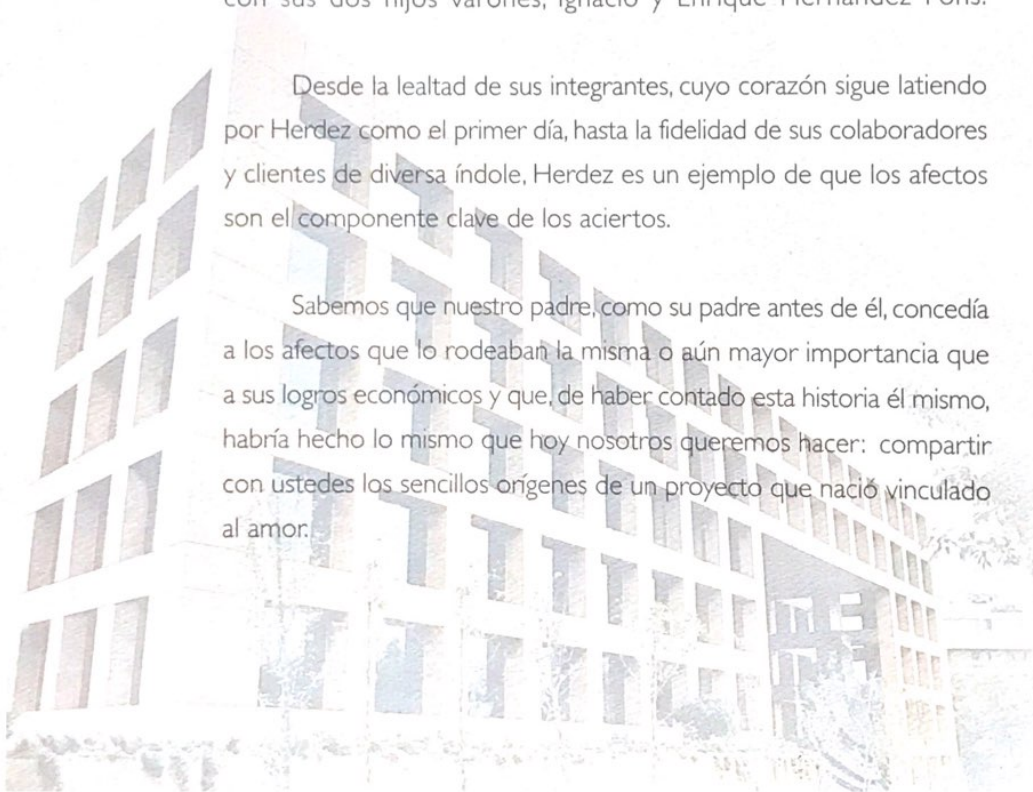 con sus dos hijos varones, Ignacio y Enrique Hernández Pons.
Desde la lealtad de sus integrantes, cuyo corazón sigue latiendo
por Herdez como el primer día, hasta la fidelidad de sus colaboradores
y clientes de diversa índole, Herdez es un ejemplo de que los afectos
son el componente clave de los aciertos.
Sabemos que nuestro padre, como su padre antes de él, concedía
a los afectos que lo rodeaban la misma o aún mayor importancia que
a sus logros económicos y que, de haber contado esta historia él mismo,
habría hecho lo mismo que hoy nosotros queremos hacer: compartir
con ustedes los sencillos orígenes de un proyecto que nació vinculado
al amor.